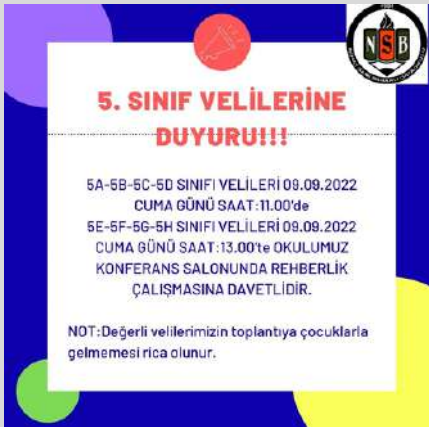 NSB
5. SINIF VELİLERİNE
DUYURU!!!
5A-5B-5C-5D SINIFI VELİLERİ 09.09.2022
CUMA GÜNÜ SAAT:11.00'de
5E-5F-5G-5H SINIFI VELİLERİ 09.09.2022
CUMA GÜNÜ SAAT:13.00'te OKULUMUZ
KONFERANS SALONUNDA REHBERLİK
ÇALIŞMASINA DAVETLİDİR.
NOT:Değerli velilerimizin toplantıya çocuklarla
gelmemesi rica olunur.